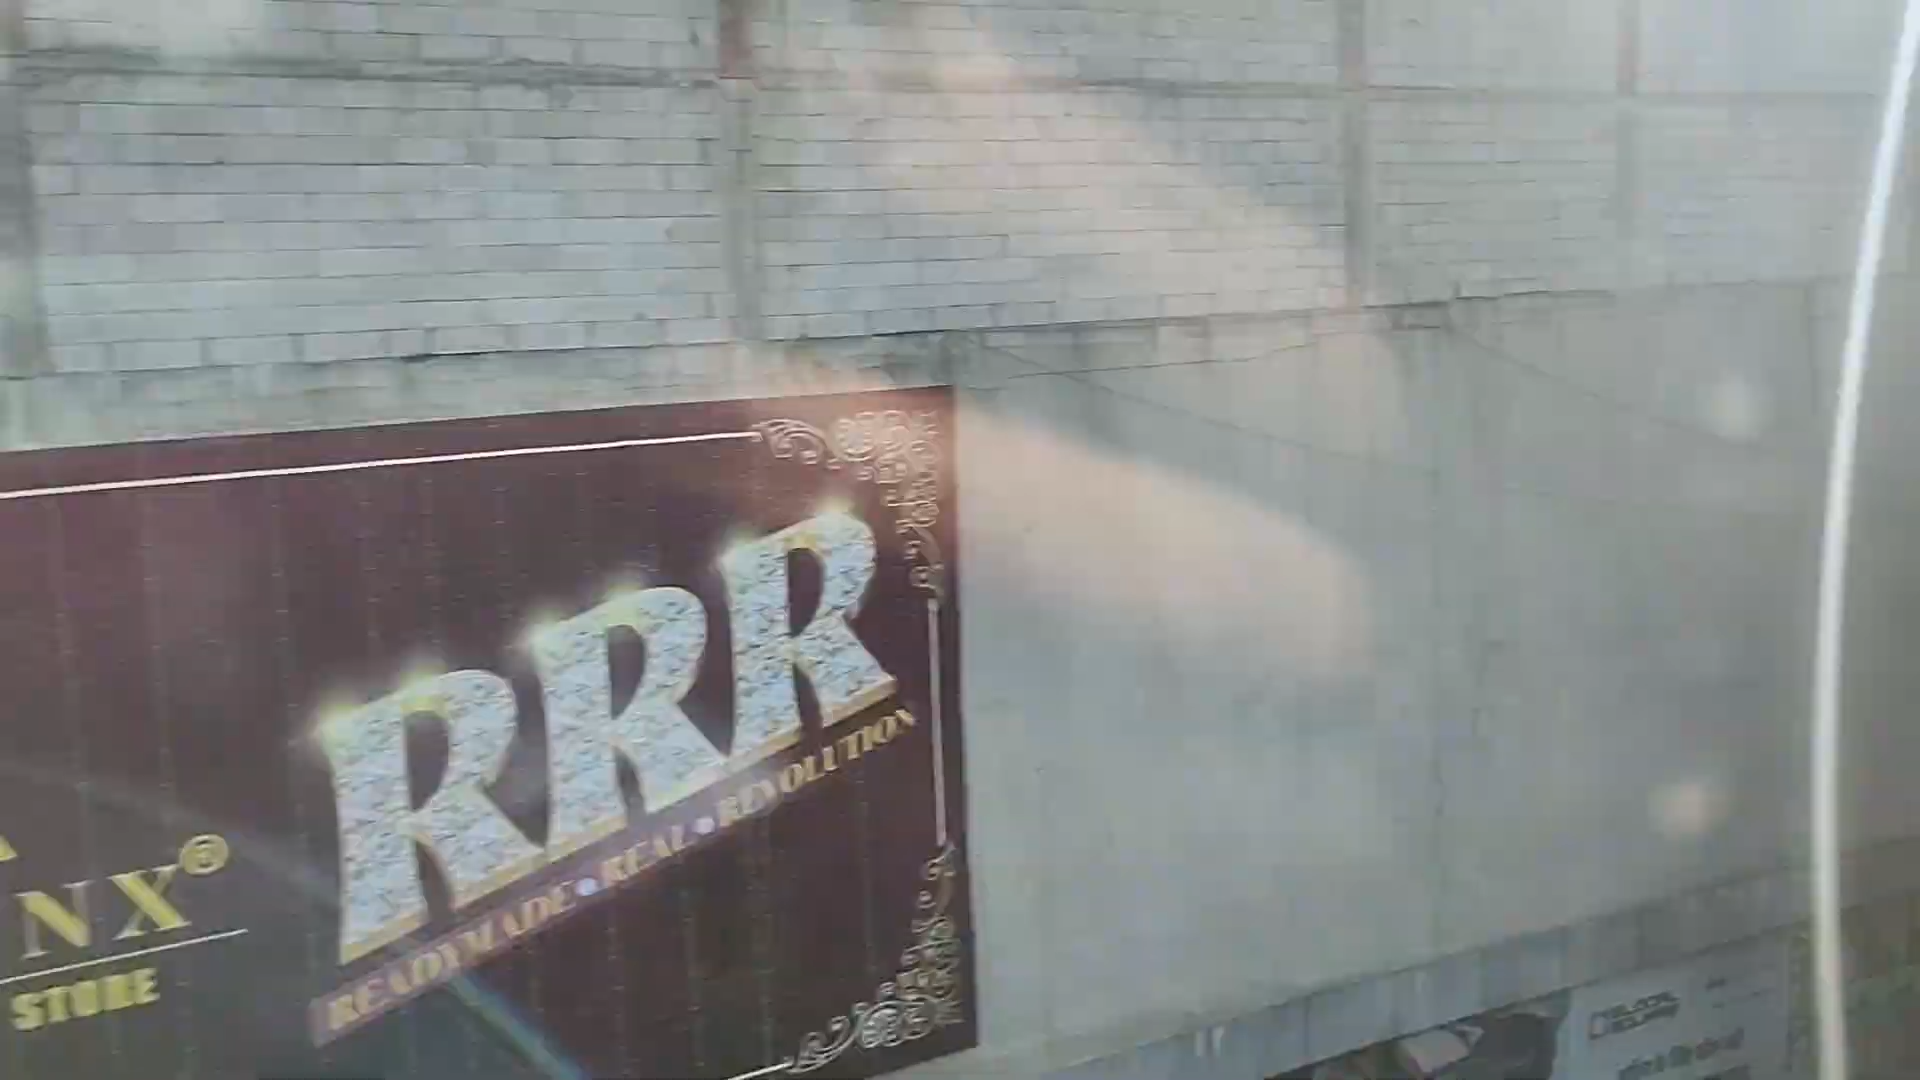 NX®
STORE
RRR
READYMADE • REAL • REVOLUTION